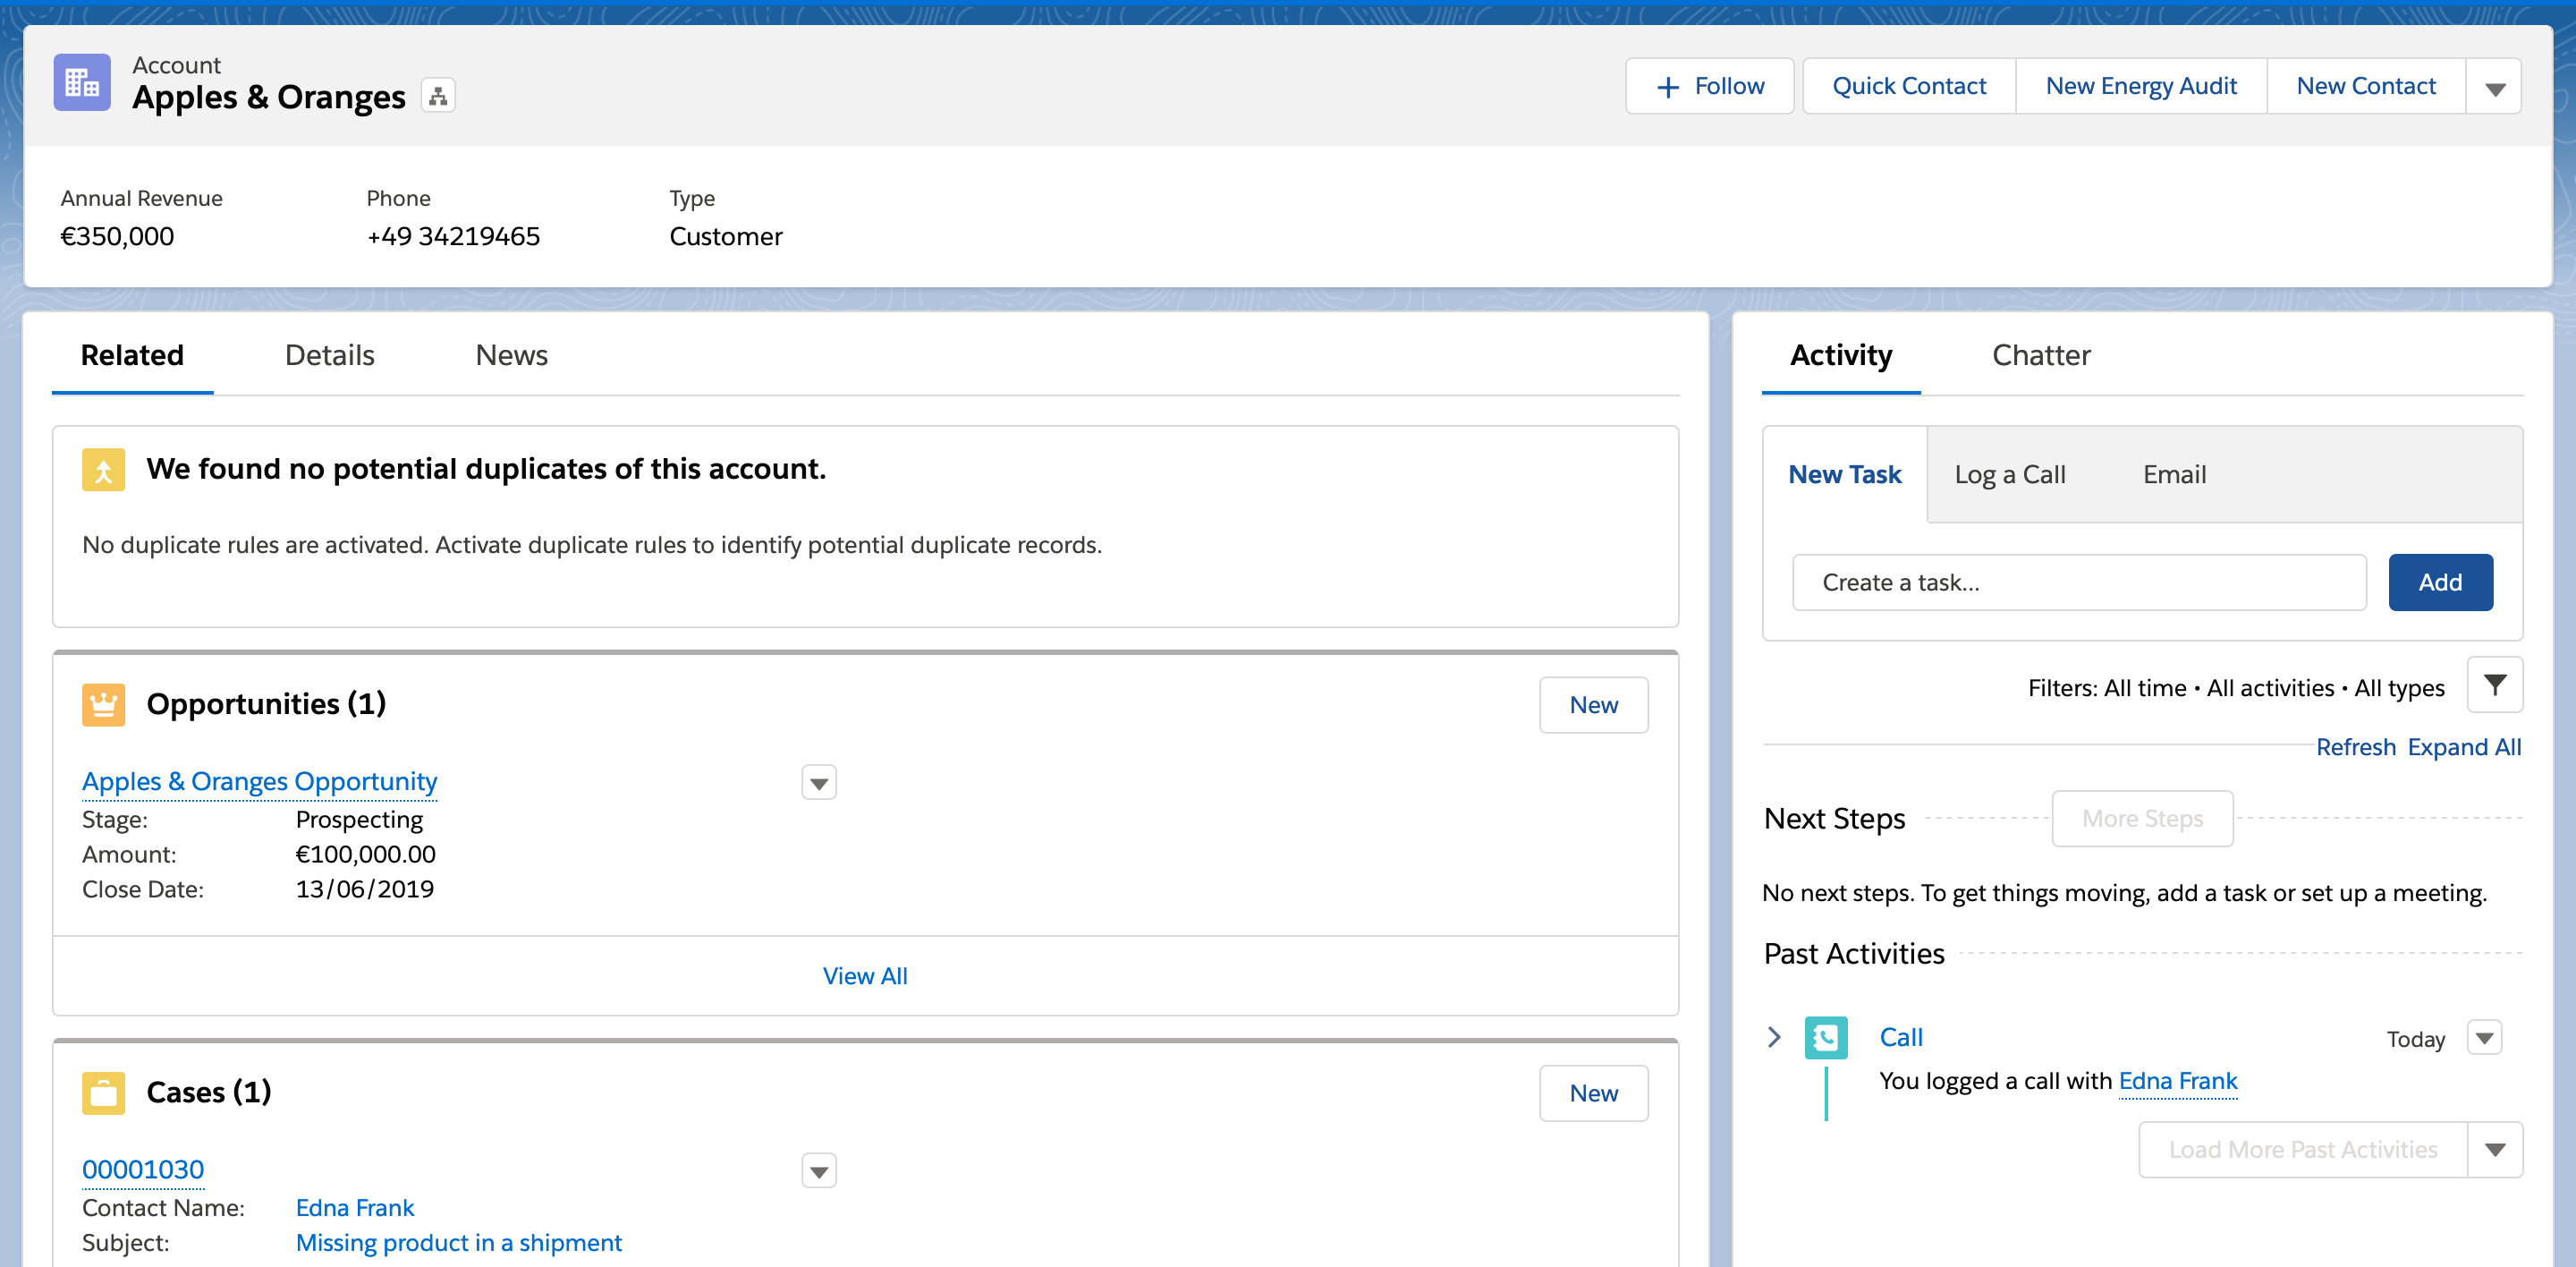 Account
Apples & Oranges
Follow
Quick Contact
New Energy Audit
New Contact
Annual Revenue
Phone
Type
€350,000
+49 34219465
Customer
Related
Details
News
We found no potential duplicates of this account.
No duplicate rules are activated. Activate duplicate rules to identify potential duplicate records.
Opportunities (1)
New
Apples & Oranges Opportunity
Stage: Prospecting
Amount: €100,000.00
Close Date: 13/06/2019
View All
Cases (1)
New
00001030
Contact Name: Edna Frank
Subject: Missing product in a shipment
Activity
Chatter
New Task
Log a Call
Email
Create a task...
Add
Filters: All time • All activities • All types
Refresh Expand All
Next Steps
More Steps
No next steps. To get things moving, add a task or set up a meeting.
Past Activities
Call
Today
You logged a call with Edna Frank
Load More Past Activities